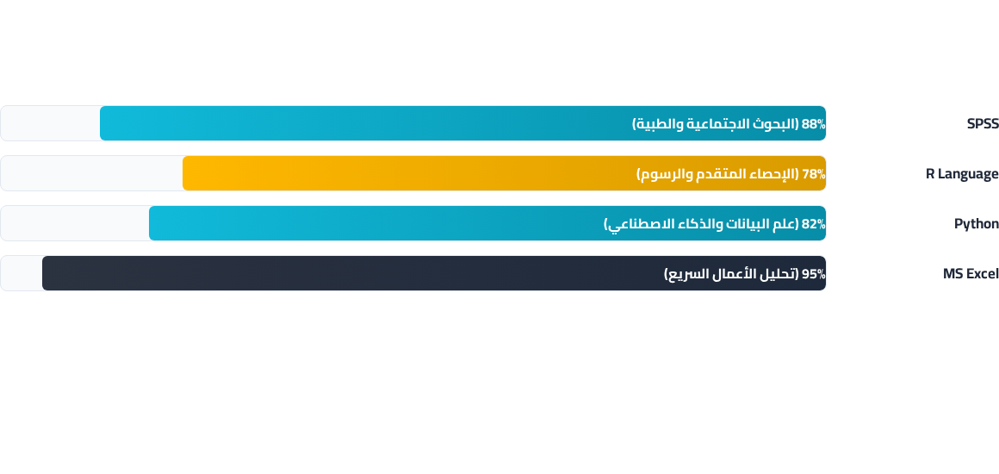 SPSS
88% (البحوث الاجتماعية والطبية)
R Language
78% (الإحصاء المتقدم والرسوم)
Python
82% (علم البيانات والذكاء الاصطناعي)
MS Excel
95% (تحليل الأعمال السريع)